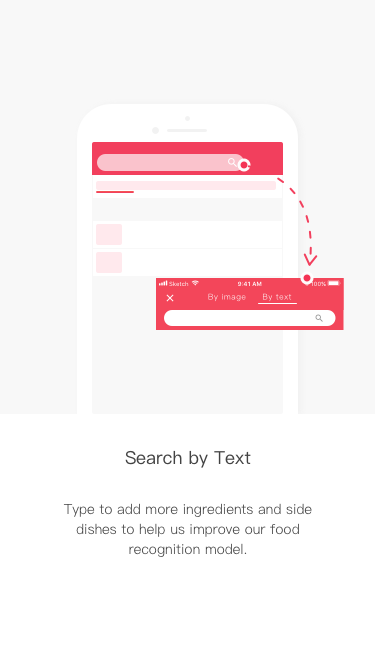 Sketch
9:41 AM
100%
By image
By text
Search by Text
Type to add more ingredients and side
dishes to help us improve our food
recognition model.